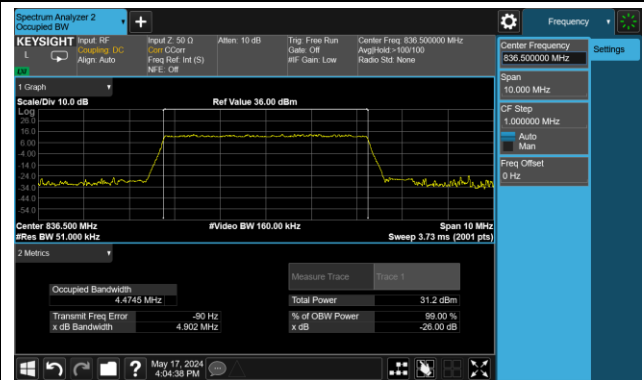 Spectrum Analyzer 2
Occupied BW
Frequency
KEYSIGHT
L
LXI
Input: RF
Coupling: DC
Align: Auto
Input Z: 50 Ω
Corr CCorr
Freq Ref: Int (S)
NFE: Off
Atten: 10 dB
Trig: Free Run
Gate: Off
#IF Gain: Low
Center Freq: 836.500000 MHz
Avg|Hold:>100/100
Radio Std: None
Center Frequency
836.500000 MHz
Settings
Span
10.000 MHz
CF Step
1.000000 MHz
Auto
Man
Freq Offset
0 Hz
1 Graph
Scale/Div 10.0 dB
Ref Value 36.00 dBm
Log
26.0
16.0
6.00
-4.00
-14.0
-24.0
-34.0
-44.0
-54.0
Center 836.500 MHz
#Video BW 160.00 kHz
Span 10 MHz
#Res BW 51.000 kHz
Sweep 3.73 ms (2001 pts)
2 Metrics
Measure Trace
Trace 1
Occupied Bandwidth
4.4745 MHz
Total Power
31.2 dBm
Transmit Freq Error
-90 Hz
% of OBW Power
99.00 %
x dB Bandwidth
4.902 MHz
x dB
-26.00 dB
?
May 17, 2024
4:04:38 PM